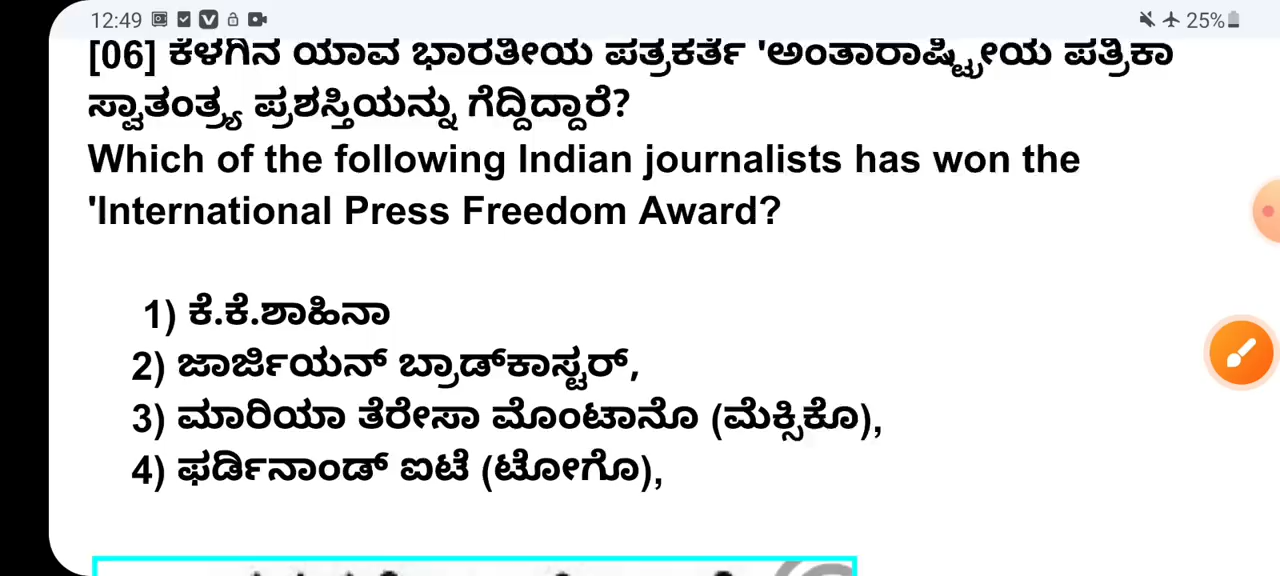 12:49
25%
[06] ಕೆಳಗಿನ ಯಾವ ಭಾರತೀಯ ಪತ್ರಕರ್ತೆ 'ಅಂತಾರಾಷ್ಟ್ರೀಯ ಪತ್ರಿಕಾ
ಸ್ವಾತಂತ್ರ್ಯ ಪ್ರಶಸ್ತಿಯನ್ನು ಗೆದ್ದಿದ್ದಾರೆ?
Which of the following Indian journalists has won the
'International Press Freedom Award?
1) ಕೆ.ಕೆ.ಶಾಹಿನಾ
2) ಜಾರ್ಜಿಯನ್ ಬ್ರಾಡ್‌ಕಾಸ್ಟರ್,
3) ಮಾರಿಯಾ ತೆರೇಸಾ ಮೊಂಟಾನೊ (ಮೆಕ್ಸಿಕೊ),
4) ಫರ್ಡಿನಾಂಡ್ ಐಟೆ (ಟೋಗೊ),